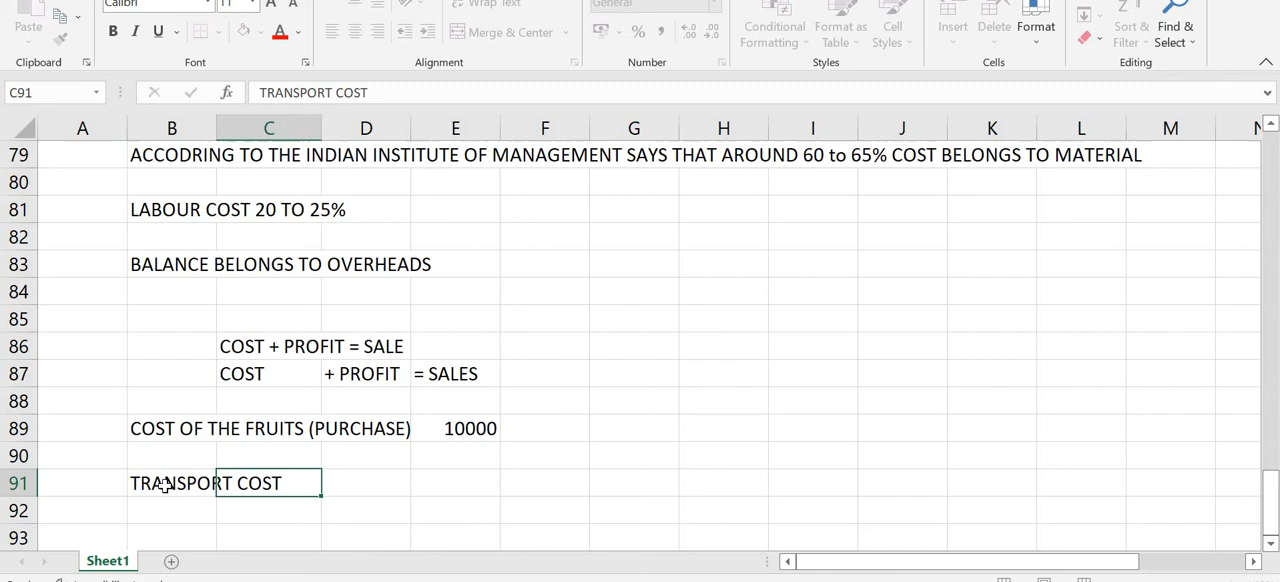 Calibri 11 A A Wrap Text General
Paste B I U A Merge & Center % Conditional Formatting Format as Table Cell Styles Insert Delete Format Sort & Filter Find & Select
Clipboard Font Alignment Number Styles Cells Editing
C91 fx TRANSPORT COST
A B C D E F G H I J K L M N
79 ACCODRING TO THE INDIAN INSTITUTE OF MANAGEMENT SAYS THAT AROUND 60 to 65% COST BELONGS TO MATERIAL
80
81 LABOUR COST 20 TO 25%
82
83 BALANCE BELONGS TO OVERHEADS
84
85
86 COST + PROFIT = SALE
87 COST + PROFIT = SALES
88
89 COST OF THE FRUITS (PURCHASE) 10000
90
91 TRANSPORT COST
92
93
Sheet1